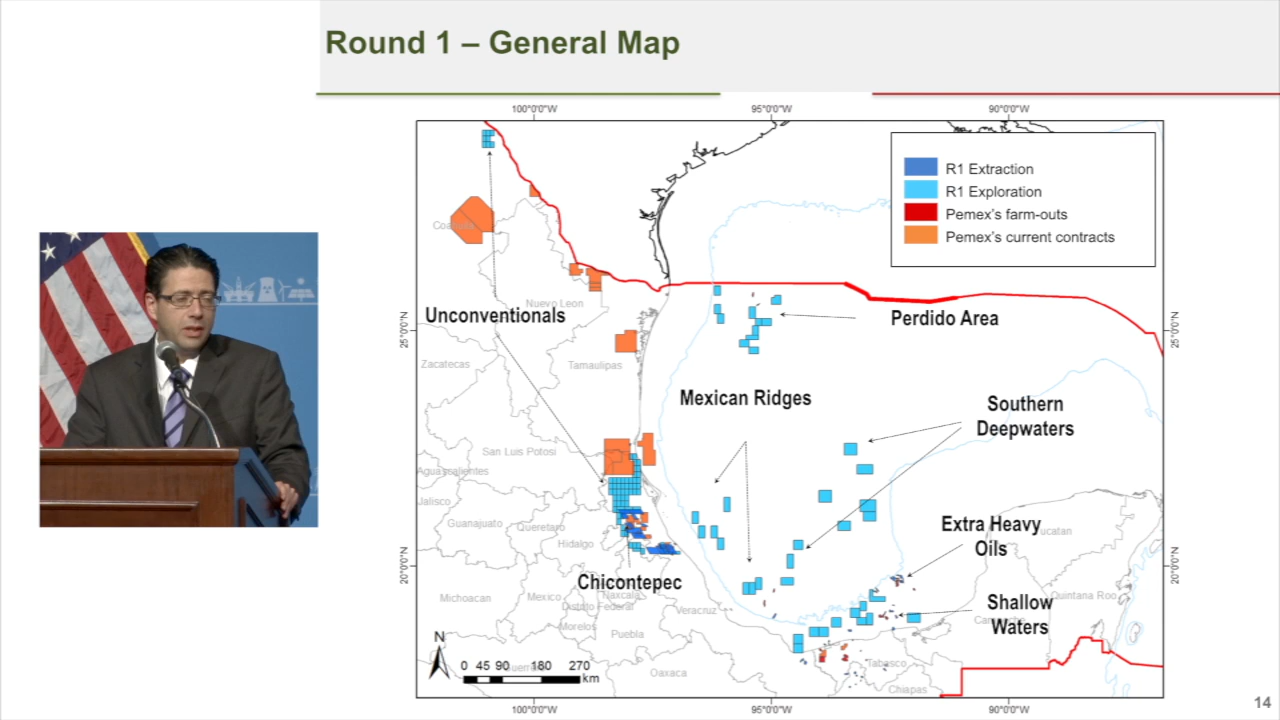 Round 1 – General Map
100°0'0"W
95°0'0"W
90°0'0"W
R1 Extraction
R1 Exploration
Pemex's farm-outs
Pemex's current contracts
Nuevo Leon
Unconventionals
Perdido Area
25°0'0"N
25°0'0"N
Zacatecas
Tamaulipas
Mexican Ridges
Southern
Deepwaters
San Luis Potosi
Aguascalientes
Jalisco
Guanajuato
Queretaro
Hidalgo
Extra Heavy
Oils
Yucatan
20°0'0"N
20°0'0"N
Chicontepec
Michoacan
Mexico
Tlaxcala
Distrito Federal
Veracruz
Morelos
Puebla
Quintana Roo
Shallow
Waters
N
0 45 90 180 270
km
Oaxaca
Tabasco
Chiapas
100°0'0"W
95°0'0"W
90°0'0"W
14